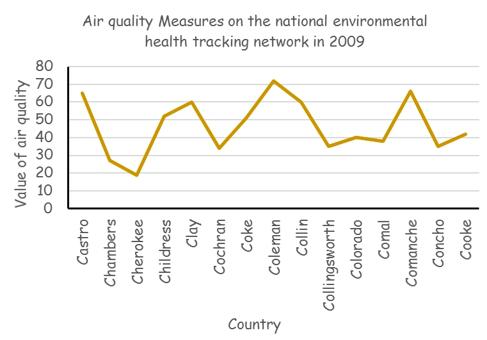 Air quality Measures on the national environmental
health tracking network in 2009
Value of air quality
80
70
60
50
40
30
20
10
0
Castro
Chambers
Cherokee
Childress
Clay
Cochran
Coke
Coleman
Collin
Collingsworth
Colorado
Comal
Comanche
Concho
Cooke
Country